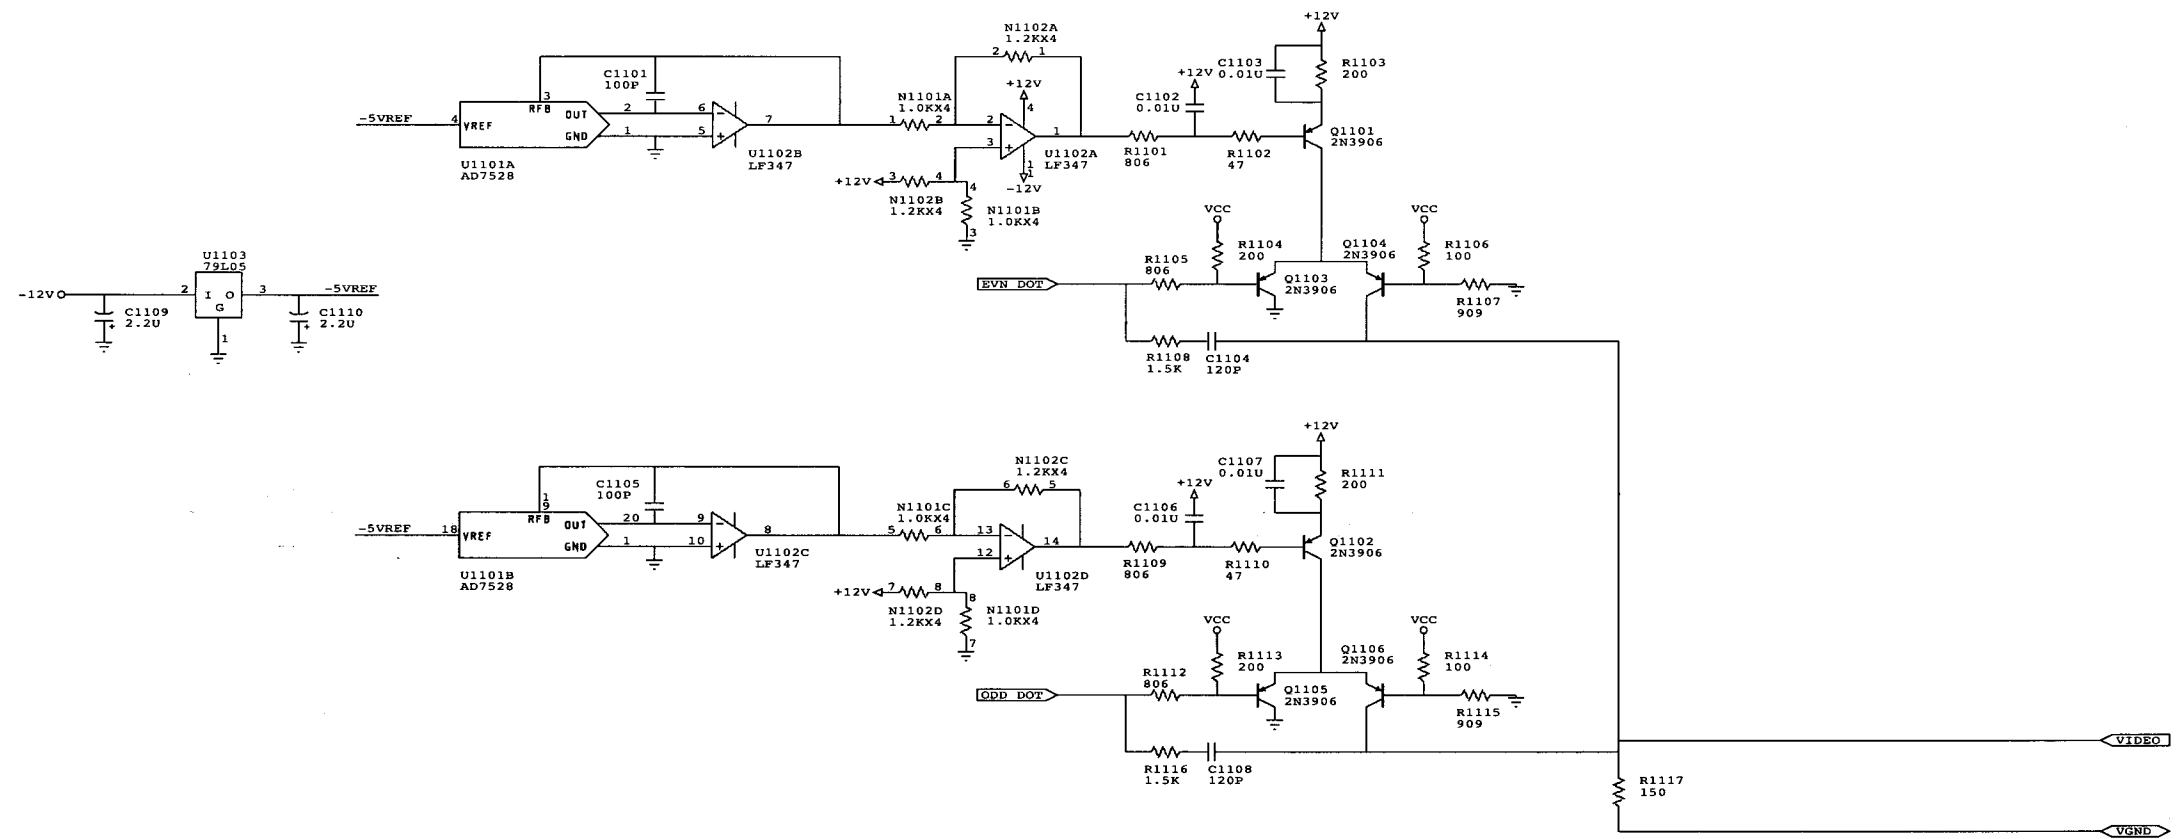 N1102A
1.2KX4
2 1
+12V
C1103
0.01U
R1103
200
C1101
100P
3
RFB
OUT
GND
2
1
6
5
7
-5VREF
4
VREF
U1101A
AD7528
U1102B
LF347
N1101A
1.0KX4
1 2
+12V
4
2
3
1
1
-12V
U1102A
LF347
+12V
3 4
N1102B
1.2KX4
4
N1101B
1.0KX4
3
+12V
C1102
0.01U
R1101
806
R1102
47
Q1101
2N3906
VCC
R1104
200
R1105
806
EVN DOT
Q1103
2N3906
Q1104
2N3906
VCC
R1106
100
R1107
909
R1108
1.5K
C1104
120P
U1103
79L05
-12V
2
I O
G
3
-5VREF
1
C1109
2.2U
+
C1110
2.2U
+
N1102C
1.2KX4
6 5
+12V
C1107
0.01U
R1111
200
C1105
100P
1
9
RFB
OUT
GND
20
1
9
10
8
-5VREF
18
VREF
U1101B
AD7528
U1102C
LF347
N1101C
1.0KX4
5 6
13
12
14
U1102D
LF347
+12V
7 8
N1102D
1.2KX4
8
N1101D
1.0KX4
7
+12V
C1106
0.01U
R1109
806
R1110
47
Q1102
2N3906
VCC
R1113
200
R1112
806
ODD DOT
Q1105
2N3906
Q1106
2N3906
VCC
R1114
100
R1115
909
R1116
1.5K
C1108
120P
VIDEO
R1117
150
VGND